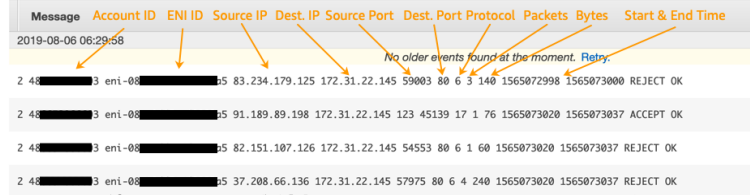 Message Account ID ENI ID Source IP Dest. IP Source Port Dest. Port Protocol Packets Bytes Start & End Time
2019-08-06 06:29:58
No older events found at the moment. Retry.
2 48 3 eni-08 a5 83.234.179.125 172.31.22.145 59003 80 6 3 140 1565072998 1565073000 REJECT OK
2 48 3 eni-08 5 91.189.89.198 172.31.22.145 123 45139 17 1 76 1565073020 1565073037 ACCEPT OK
2 48 3 eni-08 5 82.151.107.126 172.31.22.145 54553 80 6 1 60 1565073020 1565073037 REJECT OK
2 48 3 eni-08 5 37.208.66.136 172.31.22.145 57975 80 6 4 240 1565073020 1565073037 REJECT OK